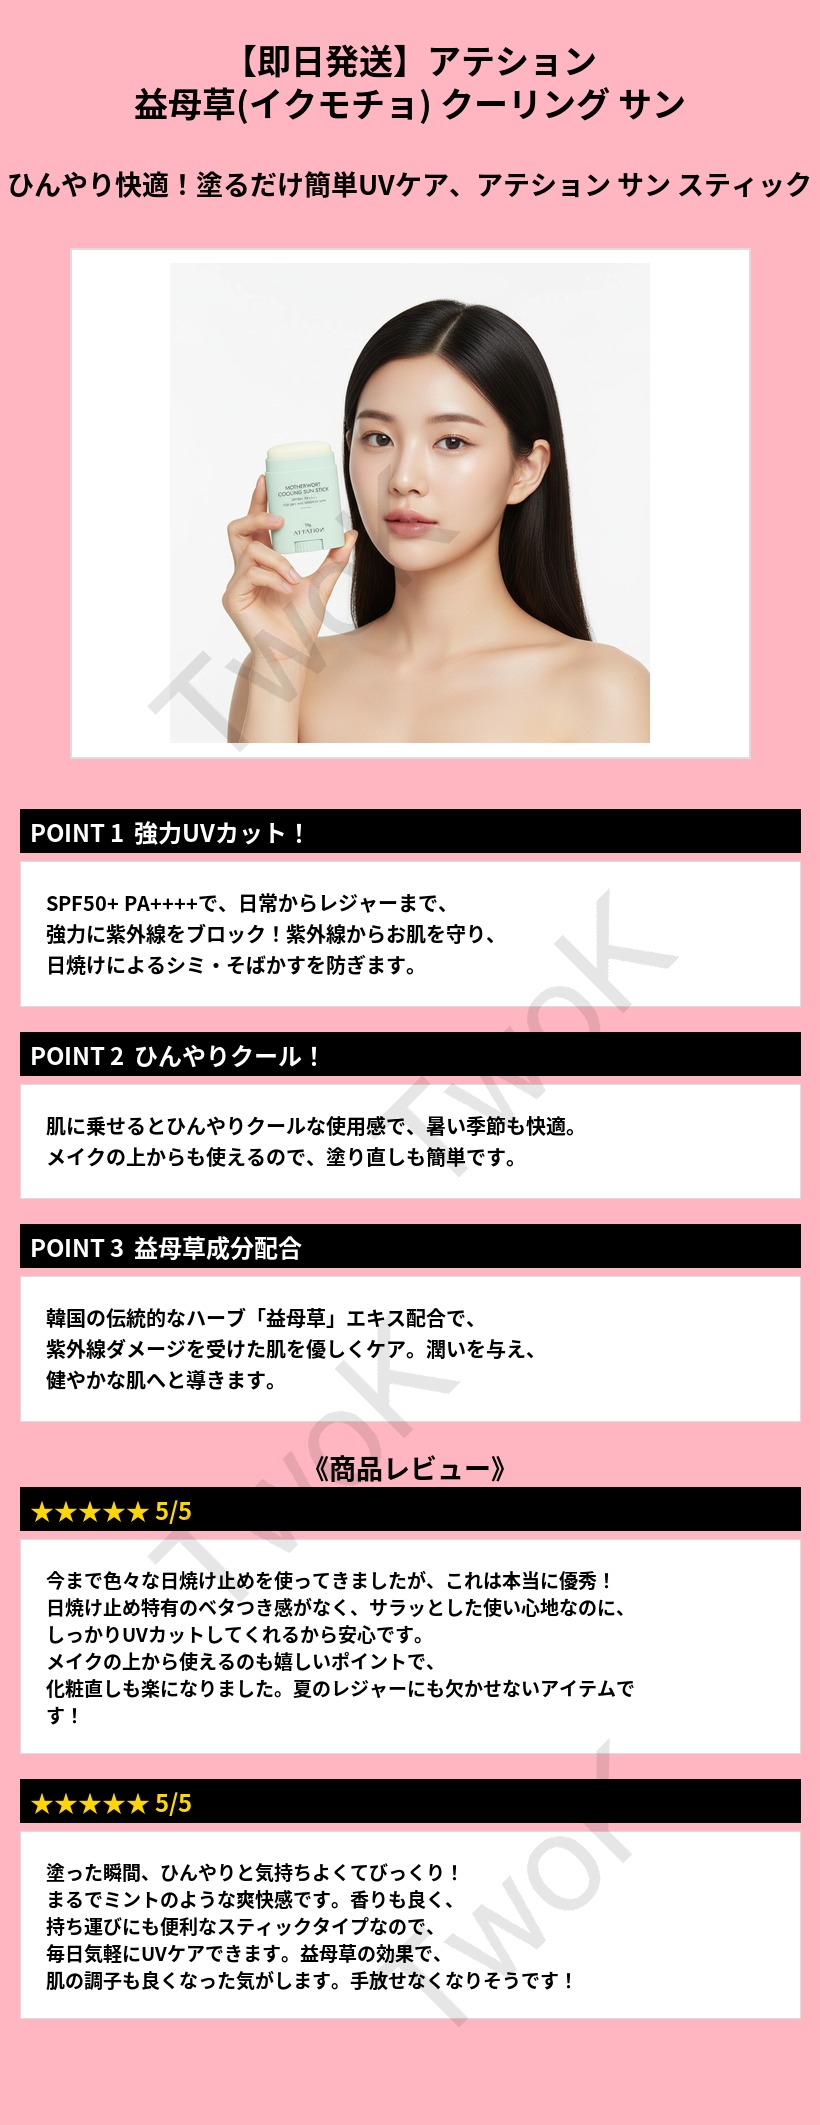 【即日発送】アテション
益母草(イクモチョ) クーリング サン
ひんやり快適！塗るだけ簡単UVケア、アテション サン スティック
MOTHERWORT
COOLING SUN STICK
TwoK
POINT 1 強力UVカット！
SPF50+ PA++++で、日常からレジャーまで、
強力に紫外線をブロック！紫外線からお肌を守り、
日焼けによるシミ・そばかすを防ぎます。
TwoK
POINT 2 ひんやりクール！
肌に乗せるとひんやりクールな使用感で、暑い季節も快適。
メイクの上からも使えるので、塗り直しも簡単です。
POINT 3 益母草成分配合
韓国の伝統的なハーブ「益母草」エキス配合で、
紫外線ダメージを受けた肌を優しくケア。潤いを与え、
健やかな肌へと導きます。
TwoK
《商品レビュー》
★★★★★ 5/5
今まで色々な日焼け止めを使ってきましたが、これは本当に優秀！
日焼け止め特有のベタつき感がなく、サラッとした使い心地なのに、
しっかりUVカットしてくれるから安心です。
メイクの上から使えるのも嬉しいポイントで、
化粧直しも楽になりました。夏のレジャーにも欠かせないアイテムで
す！
★★★★★ 5/5
塗った瞬間、ひんやりと気持ちよくてびっくり！
まるでミントのような爽快感です。香りも良く、
持ち運びにも便利なスティックタイプなので、
毎日気軽にUVケアできます。益母草の効果で、
肌の調子も良くなった気がします。手放せなくなりそうです！
TwoK